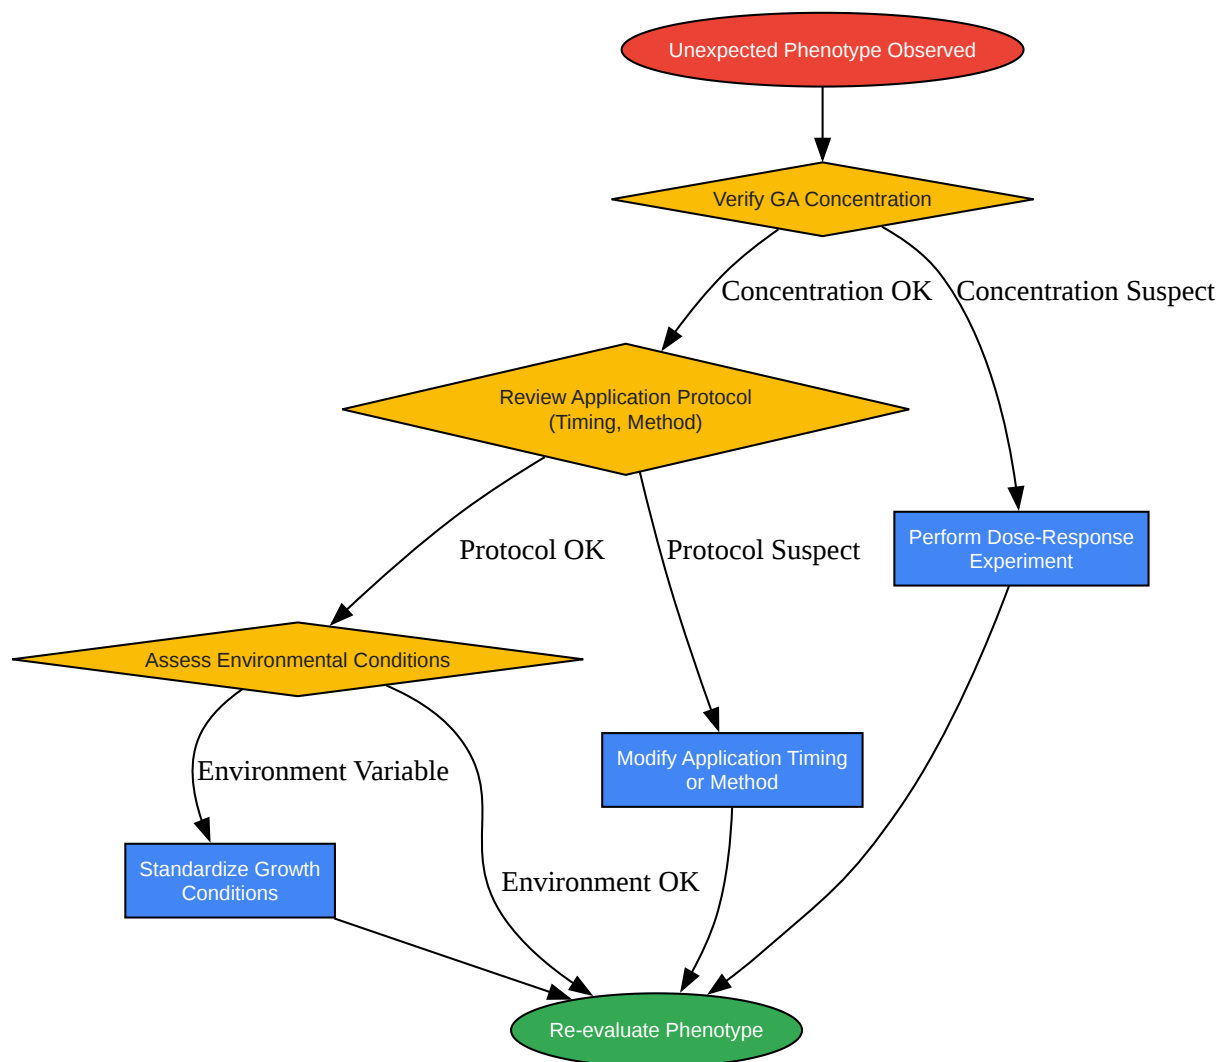 Unexpected Phenotype Observed
Verify GA Concentration
Concentration OK
Concentration Suspect
Review Application Protocol
(Timing, Method)
Protocol OK
Protocol Suspect
Perform Dose-Response
Experiment
Assess Environmental Conditions
Environment Variable
Modify Application Timing
or Method
Standardize Growth
Conditions
Environment OK
Re-evaluate Phenotype